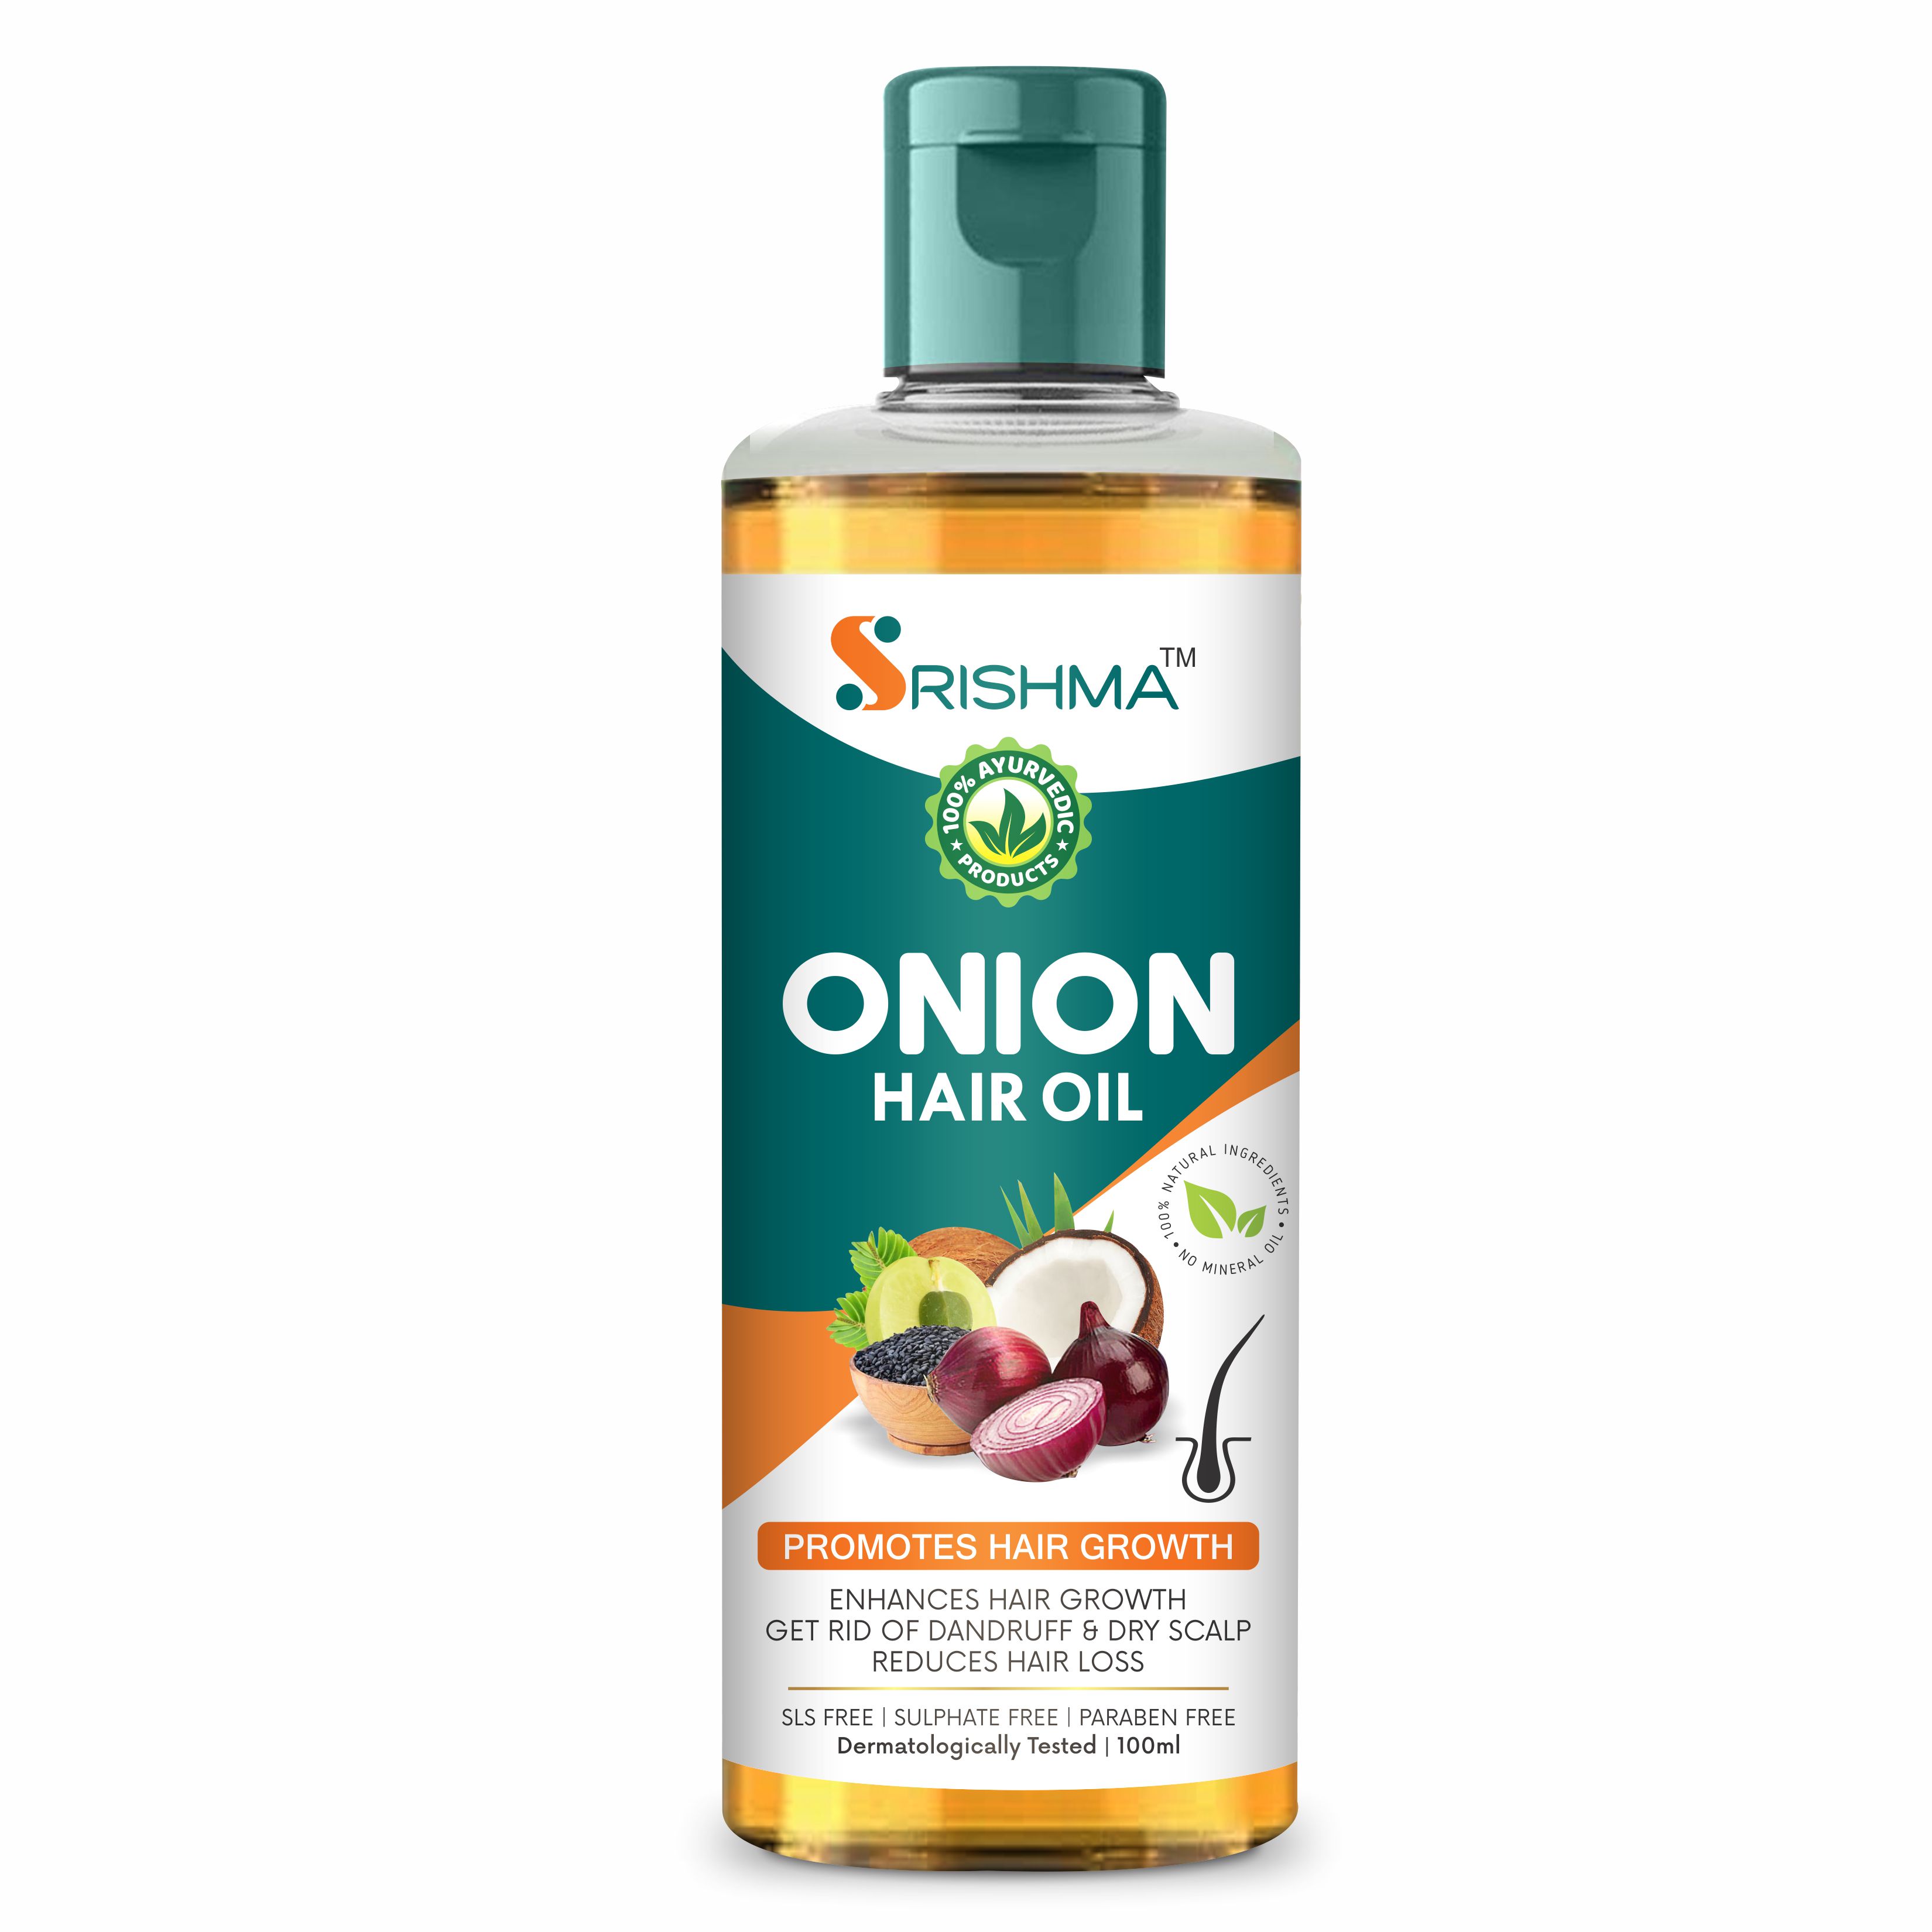 SRISHMA™
100% AYURVEDIC
PRODUCTS
ONION
HAIR OIL
100% NATURAL INGREDIENTS •
NO MINERAL OIL •
PROMOTES HAIR GROWTH
ENHANCES HAIR GROWTH
GET RID OF DANDRUFF & DRY SCALP
REDUCES HAIR LOSS
SLS FREE | SULPHATE FREE | PARABEN FREE
Dermatologically Tested | 100ml